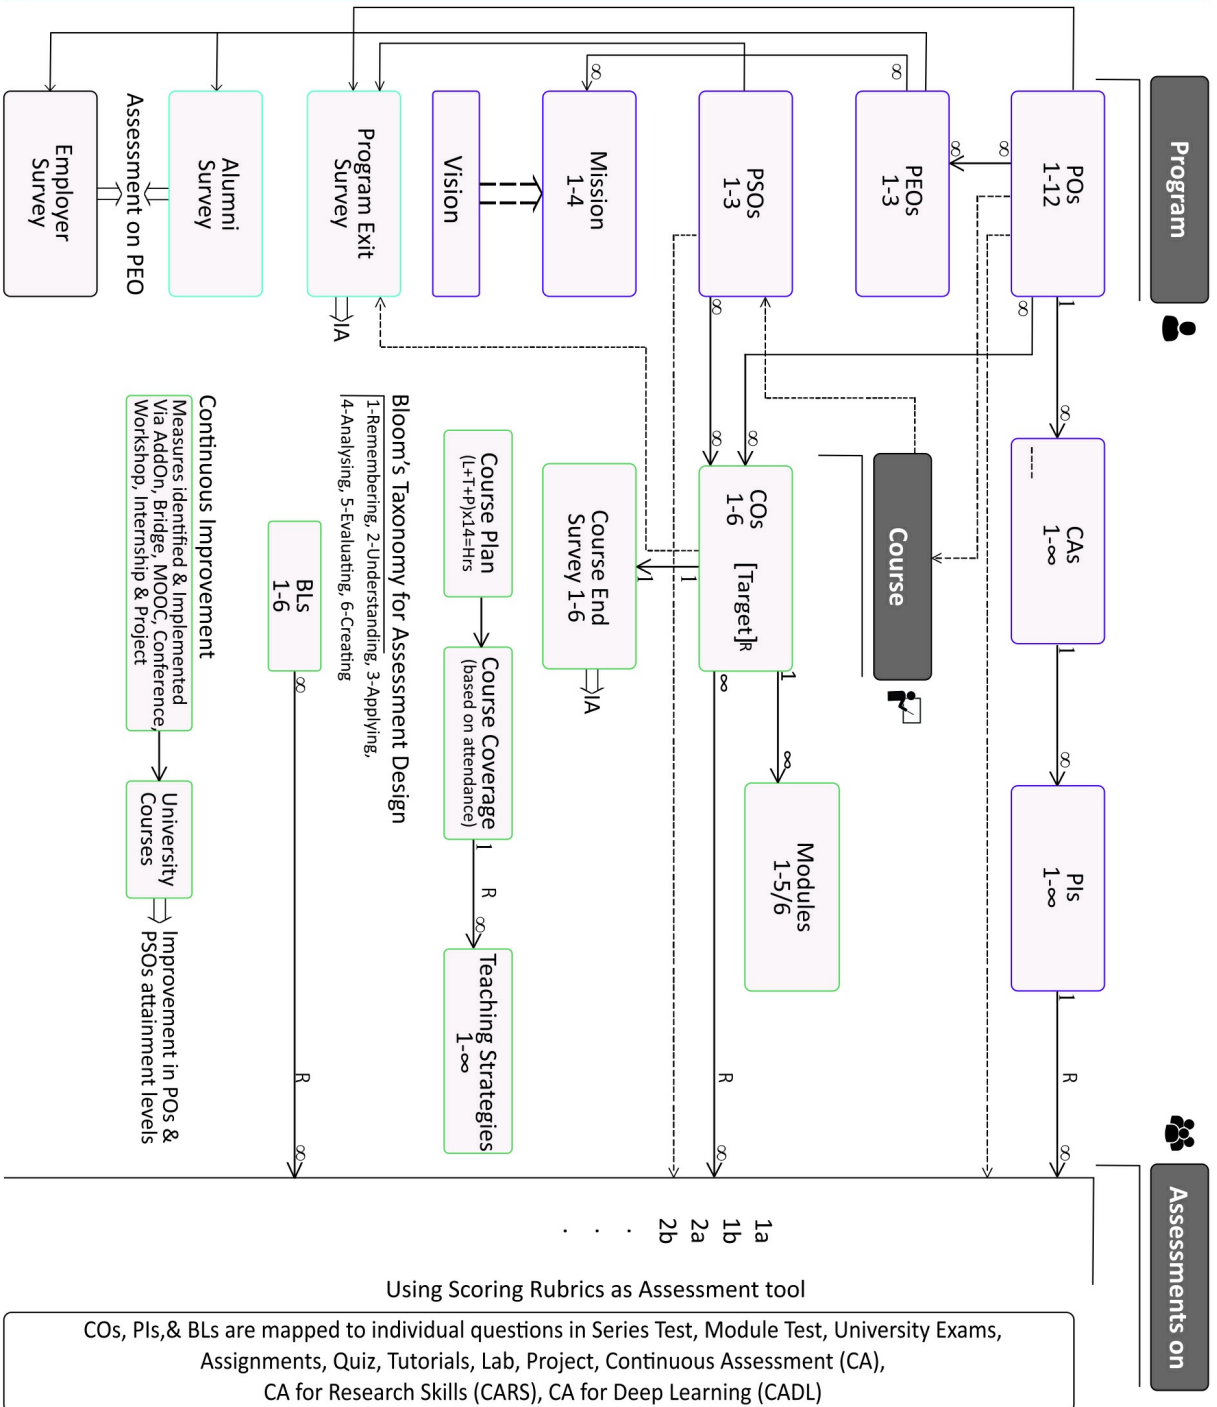 Program
POs
1-12
PEOs
1-3
PSOs
1-3
Mission
1-4
Vision
Program Exit
Survey
Alumni
Survey
Assessment on PEO
Employer
Survey
∞
∞
∞
∞
∞
∞
1
∞
IA
CAs
1-∞
1
∞
PIs
1-∞
1
R
∞
Course
COs
1-6
[Target]R
∞
∞
∞
1
1
1
∞
∞
R
∞
Modules
1-5/6
Course End
Survey 1-6
IA
Course Plan
(L+T+P)x14=Hrs
Course Coverage
(based on attendance)
1
R
∞
Teaching Strategies
1-∞
Bloom's Taxonomy for Assessment Design
1-Remembering, 2-Understanding, 3-Applying,
4-Analysing, 5-Evaluating, 6-Creating
BLs
1-6
∞
R
∞
Continuous Improvement
Measures identified & Implemented
Via AddOn, Bridge, MOOC, Conference,
Workshop, Internship & Project
University
Courses
Improvement in POs &
PSOs attainment levels
Assessments on
1a
1b
2a
2b
.
.
.
Using Scoring Rubrics as Assessment tool
COs, PIs,& BLs are mapped to individual questions in Series Test, Module Test, University Exams,
Assignments, Quiz, Tutorials, Lab, Project, Continuous Assessment (CA),
CA for Research Skills (CARS), CA for Deep Learning (CADL)